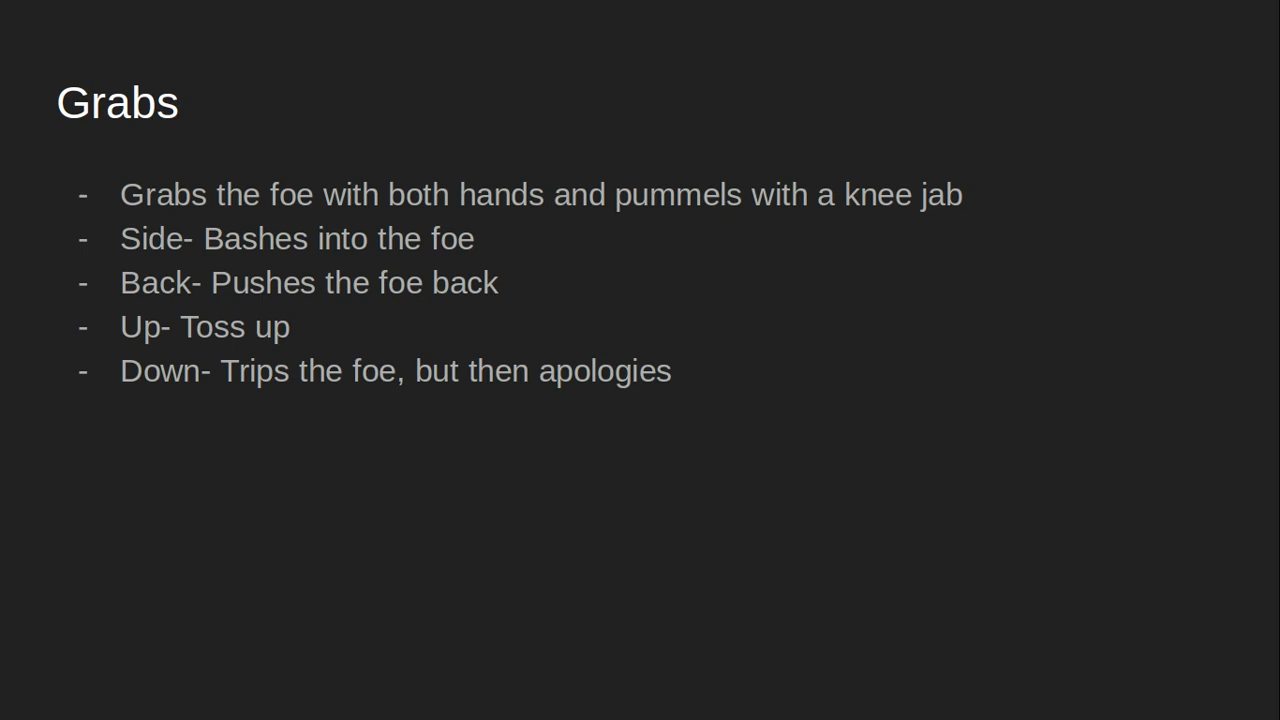 Grabs
- Grabs the foe with both hands and pummels with a knee jab
- Side- Bashes into the foe
- Back- Pushes the foe back
- Up- Toss up
- Down- Trips the foe, but then apologies